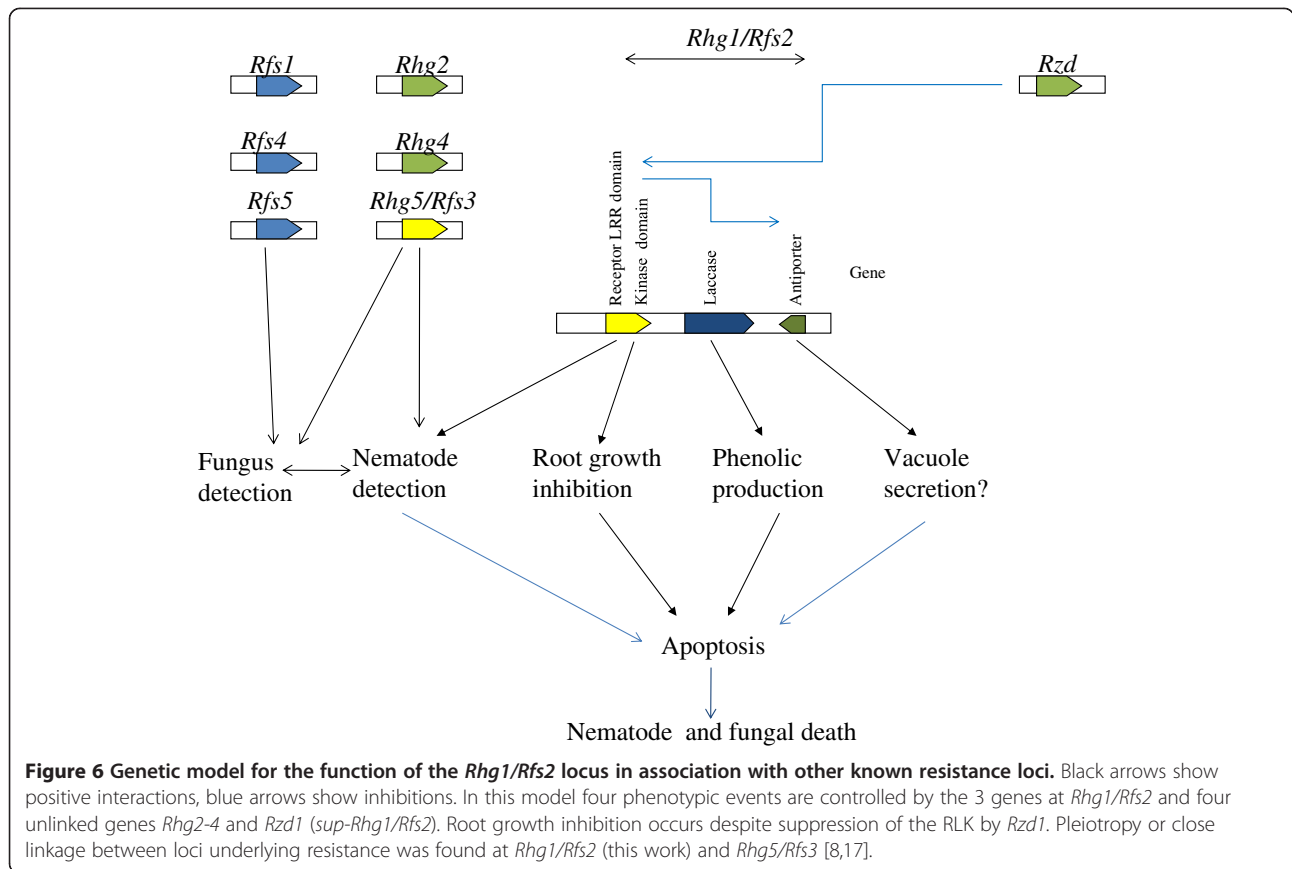 Rhg1/Rfs2
Rfs1
Rhg2
Rzd
Rfs4
Rhg4
Rfs5
Rhg5/Rfs3
Receptor LRR domain
Kinase domain
Laccase
Antiporter
Gene
Fungus
detection
Nematode
detection
Root growth
inhibition
Phenolic
production
Vacuole
secretion?
Apoptosis
Nematode and fungal death
Figure 6 Genetic model for the function of the Rhg1/Rfs2 locus in association with other known resistance loci. Black arrows show
positive interactions, blue arrows show inhibitions. In this model four phenotypic events are controlled by the 3 genes at Rhg1/Rfs2 and four
unlinked genes Rhg2-4 and Rzd1 (sup-Rhg1/Rfs2). Root growth inhibition occurs despite suppression of the RLK by Rzd1. Pleiotropy or close
linkage between loci underlying resistance was found at Rhg1/Rfs2 (this work) and Rhg5/Rfs3 [8,17].